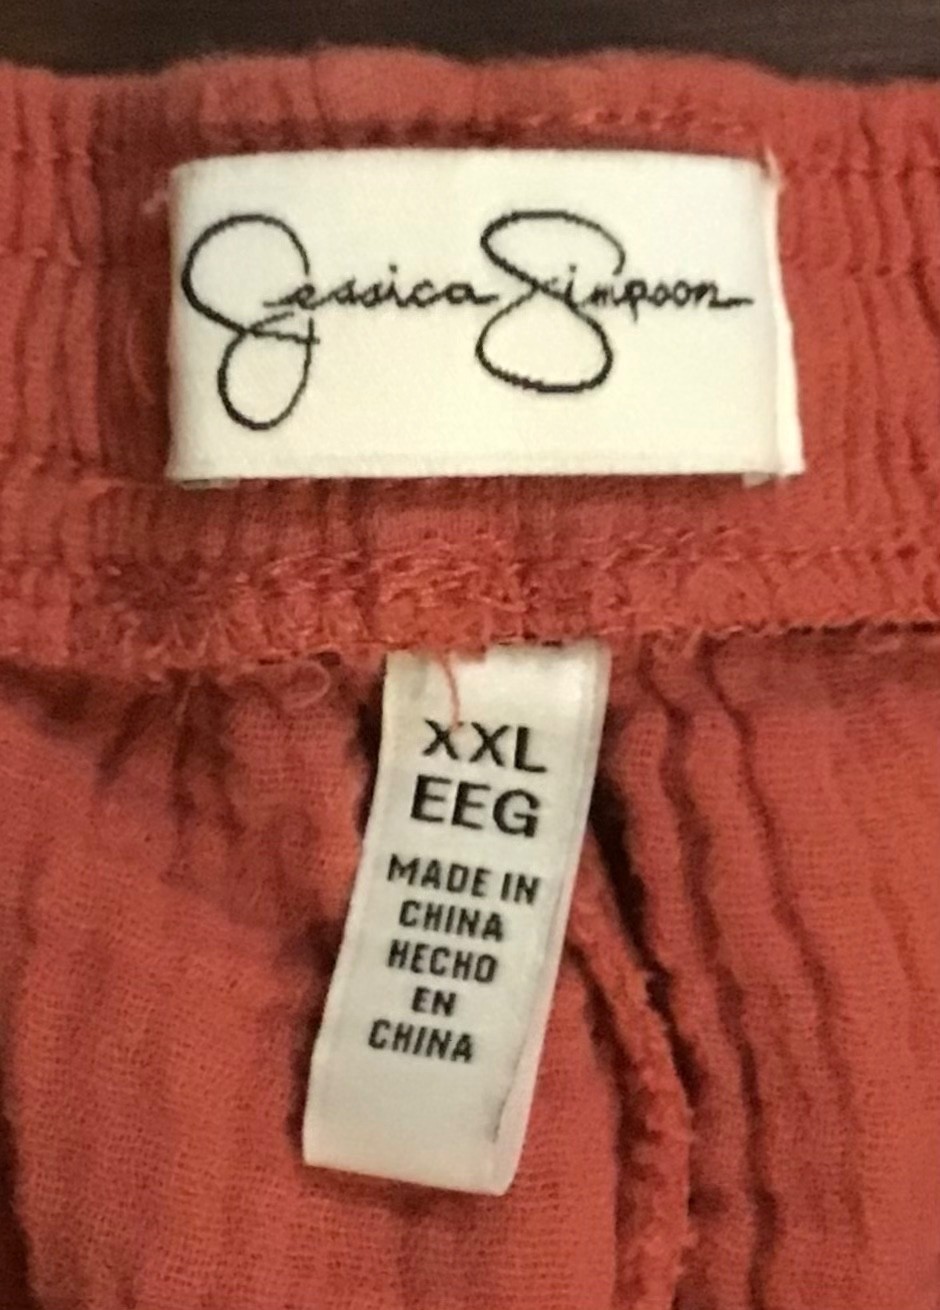 Jessica Simpson
XXL
EEG
MADE IN
CHINA
HECHO
EN
CHINA